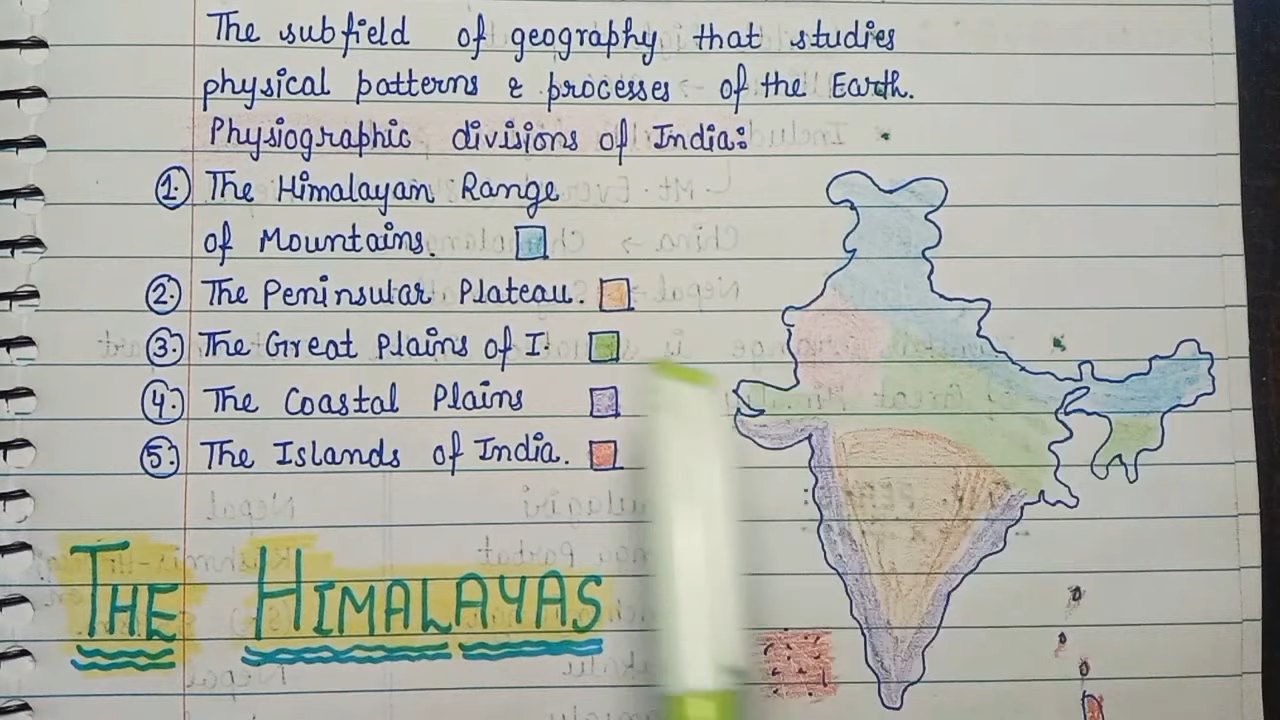 The subfield of geography that studies
physical patterns & processes of the Earth.
Physiographic divisions of India:
1. The Himalayan Range
of Mountains.
2. The Peninsular Plateau.
3. The Great Plains of I.
4. The Coastal Plains
5. The Islands of India.
THE HIMALAYAS